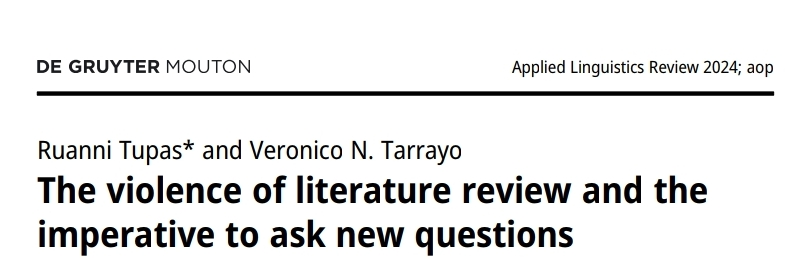 DE GRUYTER MOUTON
Applied Linguistics Review 2024; aop
Ruanni Tupas* and Veronico N. Tarrayo
The violence of literature review and the
imperative to ask new questions